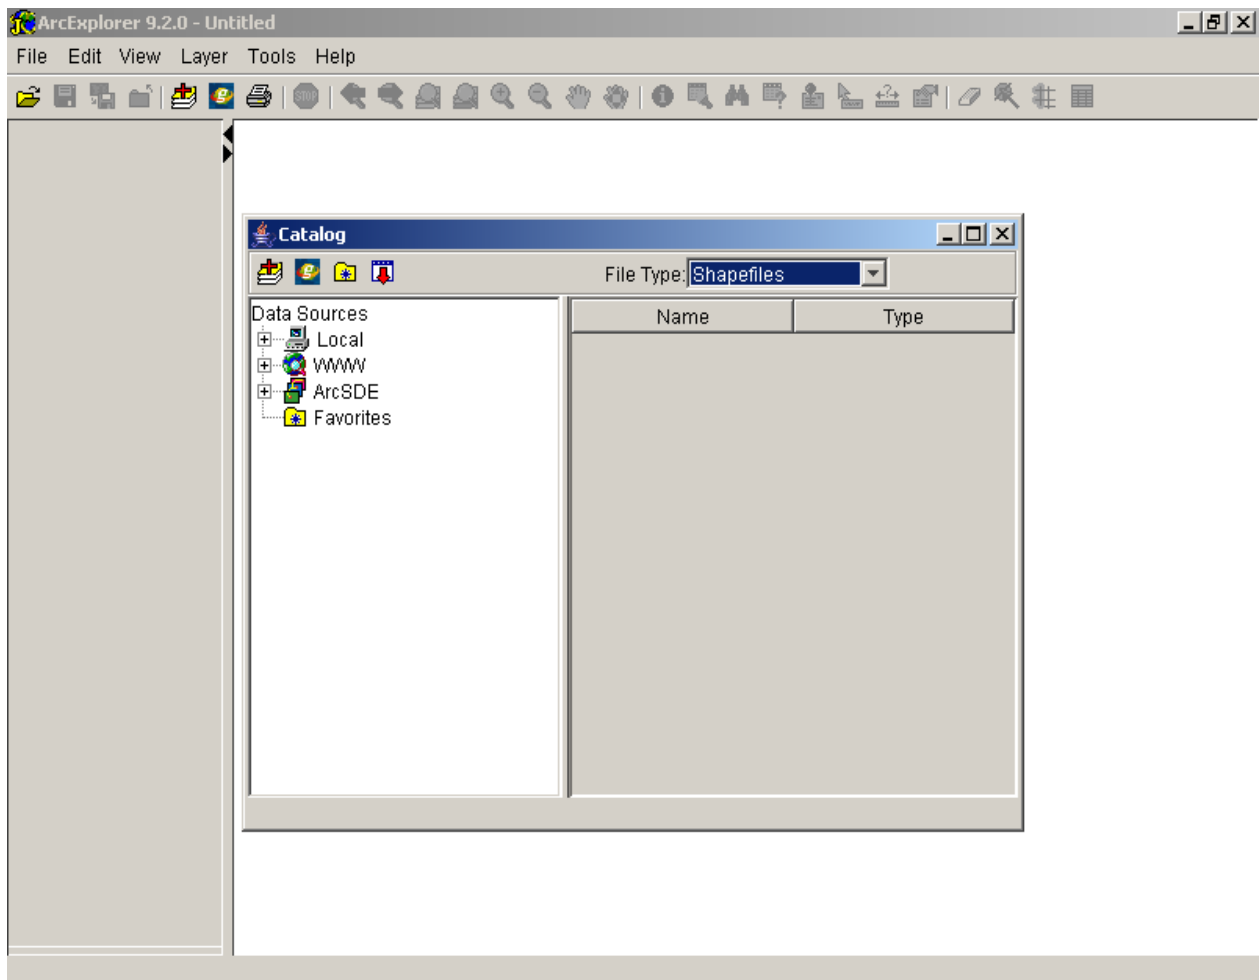 ArcExplorer 9.2.0 - Untitled
File Edit View Layer Tools Help
STOP
Catalog
File Type: Shapefiles
Data Sources
Name Type
Local
WWW
ArcSDE
Favorites